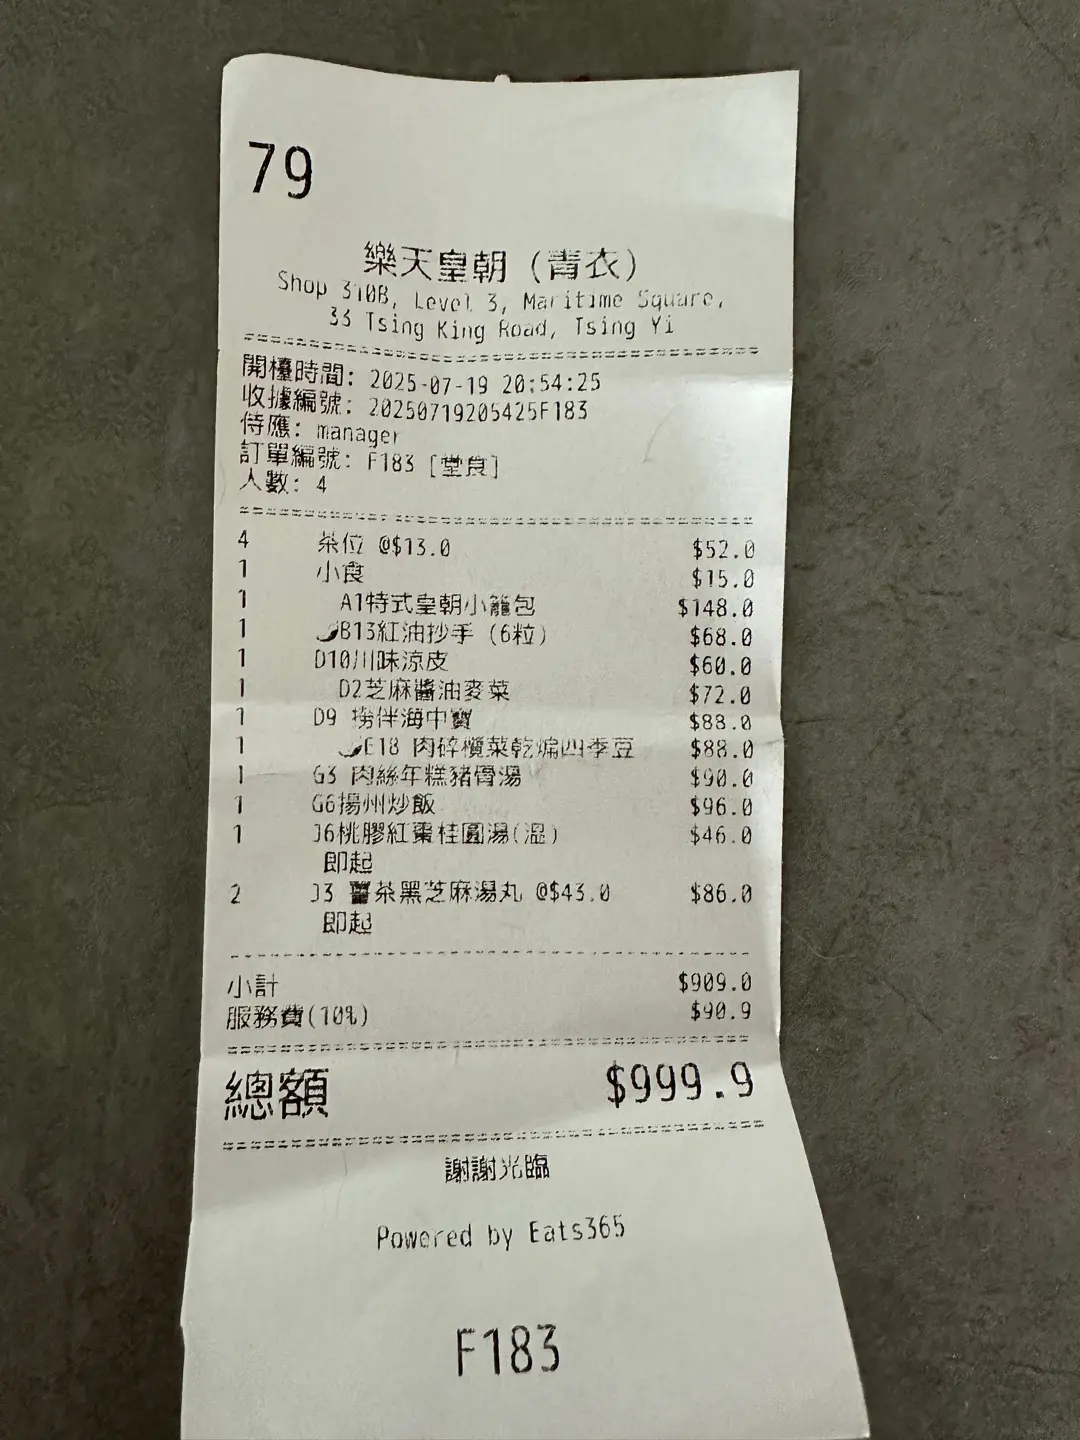 79
樂天皇朝 (青衣)
Shop 310B, Level 3, Maritime Square,
33 Tsing King Road, Tsing Yi
開檯時間: 2025-07-19 20:54:25
收據編號: 20250719205425F183
侍應: manager
訂單編號: F183 [堂食]
人數: 4
4 茶位 @$13.0 $52.0
1 小食 $15.0
1 A1特式皇朝小籠包 $148.0
1 🌶B13紅油抄手 (6粒) $68.0
1 D10川味涼皮 $60.0
1 D2芝麻醬油麥菜 $72.0
1 D9 撈伴海中寶 $88.0
1 🌶E18 肉碎欖菜乾煸四季豆 $88.0
1 G3 肉絲年糕豬骨湯 $90.0
1 G6揚州炒飯 $96.0
1 J6桃膠紅棗桂圓湯(溫) $46.0
即起
2 J3 薑茶黑芝麻湯丸 @$43.0 $86.0
即起
小計 $909.0
服務費(10%) $90.9
總額 $999.9
謝謝光臨
Powered by Eats365
F183